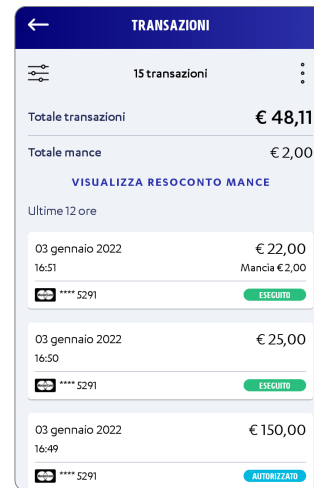 TRANSAZIONI
15 transazioni
Totale transazioni € 48,11
Totale mance € 2,00
VISUALIZZA RESOCONTO MANCE
Ultime 12 ore
03 gennaio 2022 € 22,00
16:51 Mancia € 2,00
**** 5291 ESEGUITO
03 gennaio 2022 € 25,00
16:50
**** 5291 ESEGUITO
03 gennaio 2022 € 150,00
16:49
**** 5291 AUTORIZZATO